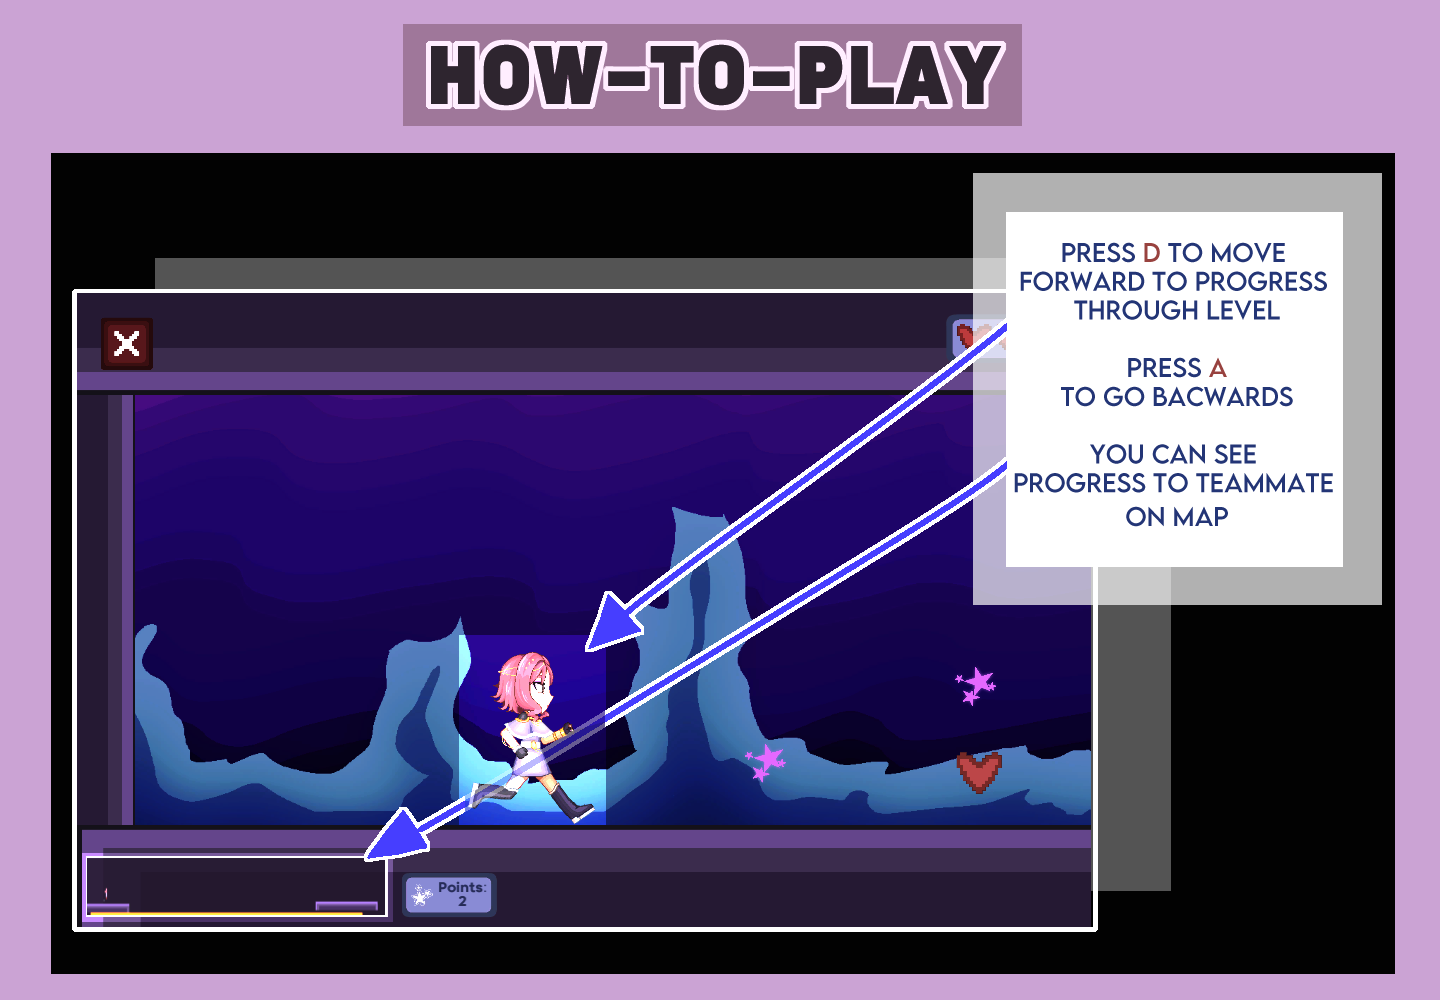 HOW-TO-PLAY
PRESS D TO MOVE
FORWARD TO PROGRESS
THROUGH LEVEL
PRESS A
TO GO BACWARDS
YOU CAN SEE
PROGRESS TO TEAMMATE
ON MAP
Points:
2